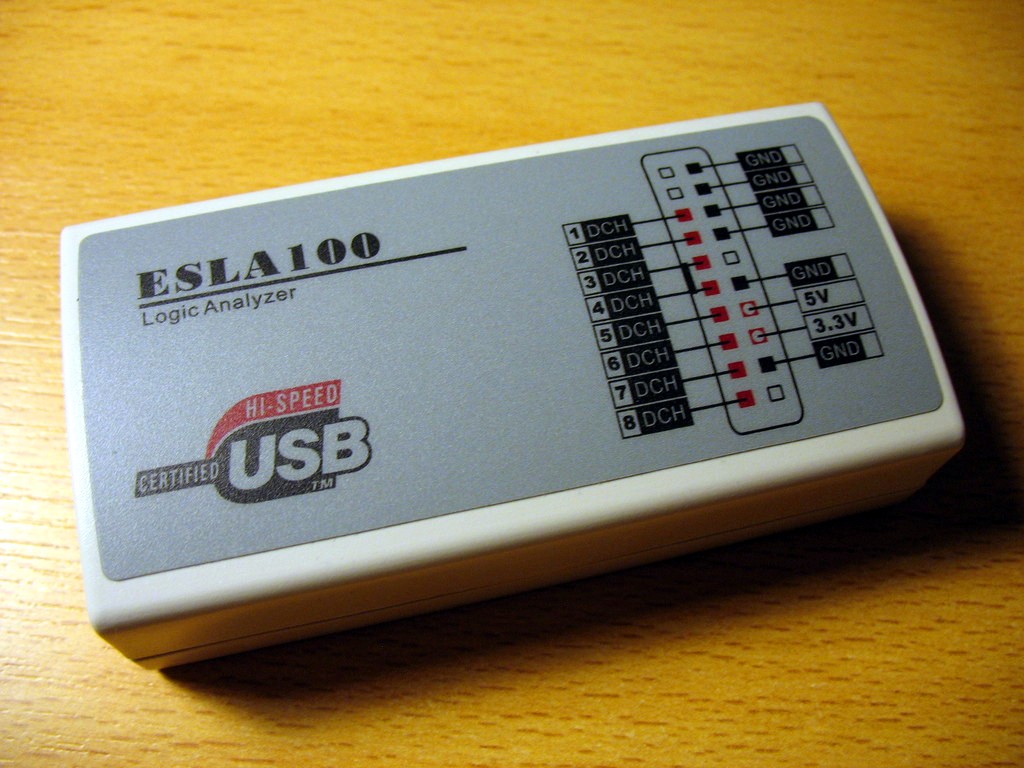 ESLA100
Logic Analyzer
HI-SPEED
CERTIFIED USB
TM
1 DCH
2 DCH
3 DCH
4 DCH
5 DCH
6 DCH
7 DCH
8 DCH
GND
GND
GND
GND
GND
5V
3.3V
GND